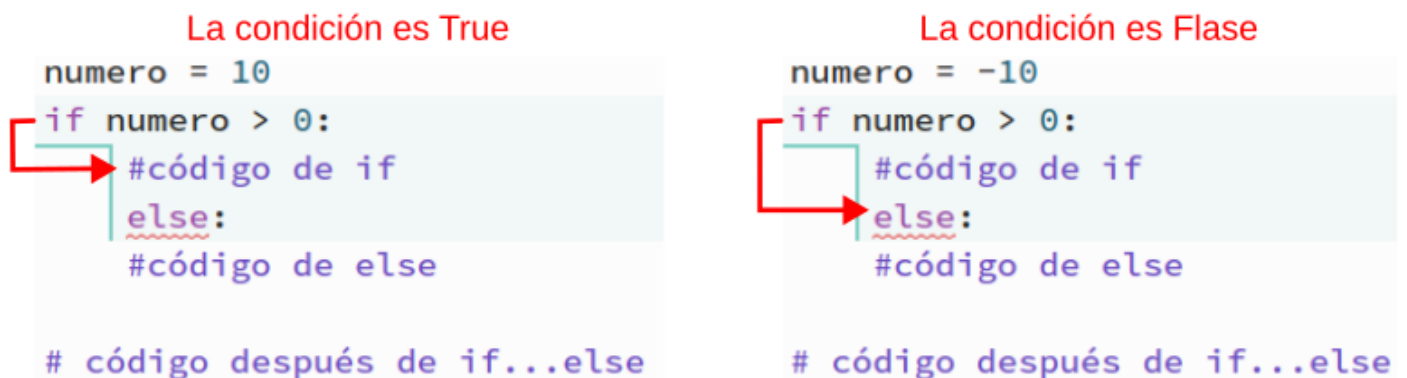 La condición es True
numero = 10
if numero > 0:
#código de if
else:
#código de else
# código después de if...else
La condición es Flase
numero = -10
if numero > 0:
#código de if
else:
#código de else
# código después de if...else